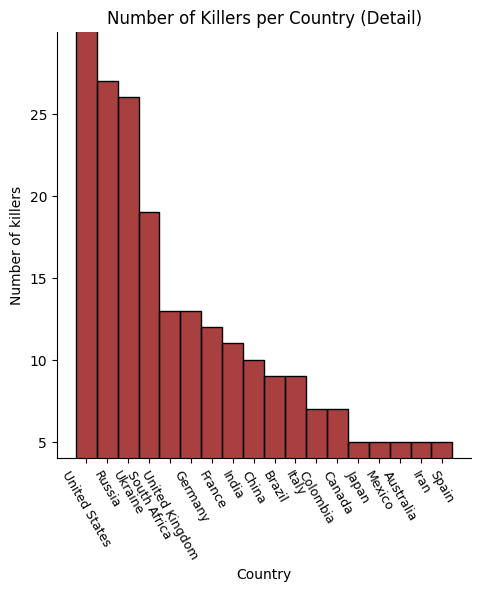 Number of Killers per Country (Detail)
25
20
15
10
5
Number of killers
United States
Russia
Ukraine
South Africa
United Kingdom
Germany
France
India
China
Brazil
Italy
Colombia
Canada
Japan
Mexico
Australia
Iran
Spain
Country